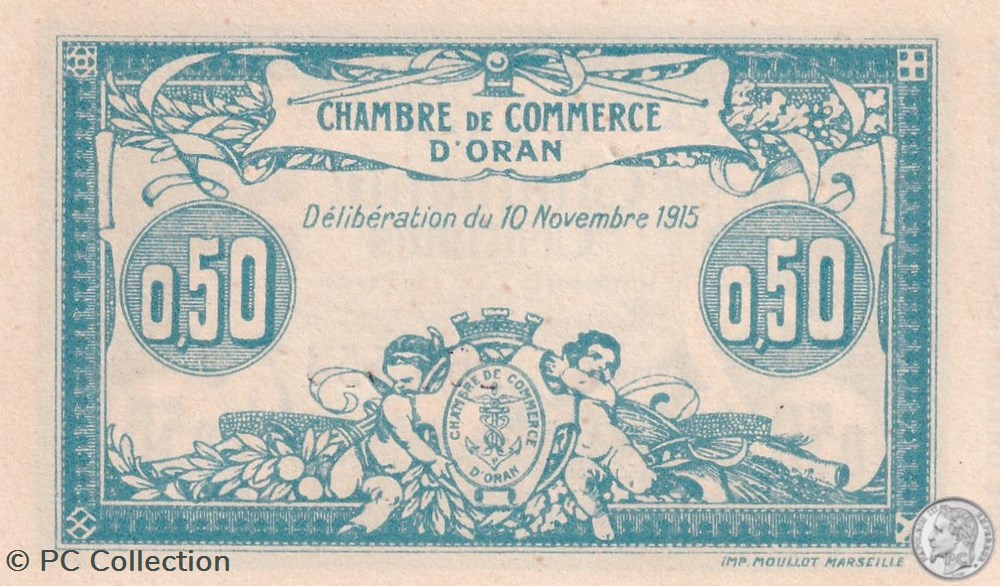 CHAMBRE DE COMMERCE
D'ORAN
Délibération du 10 Novembre 1915
0,50
0,50
CHAMBRE DE COMMERCE
D'ORAN
IMP. MOULLOT MARSEILLE
© PC Collection
PC